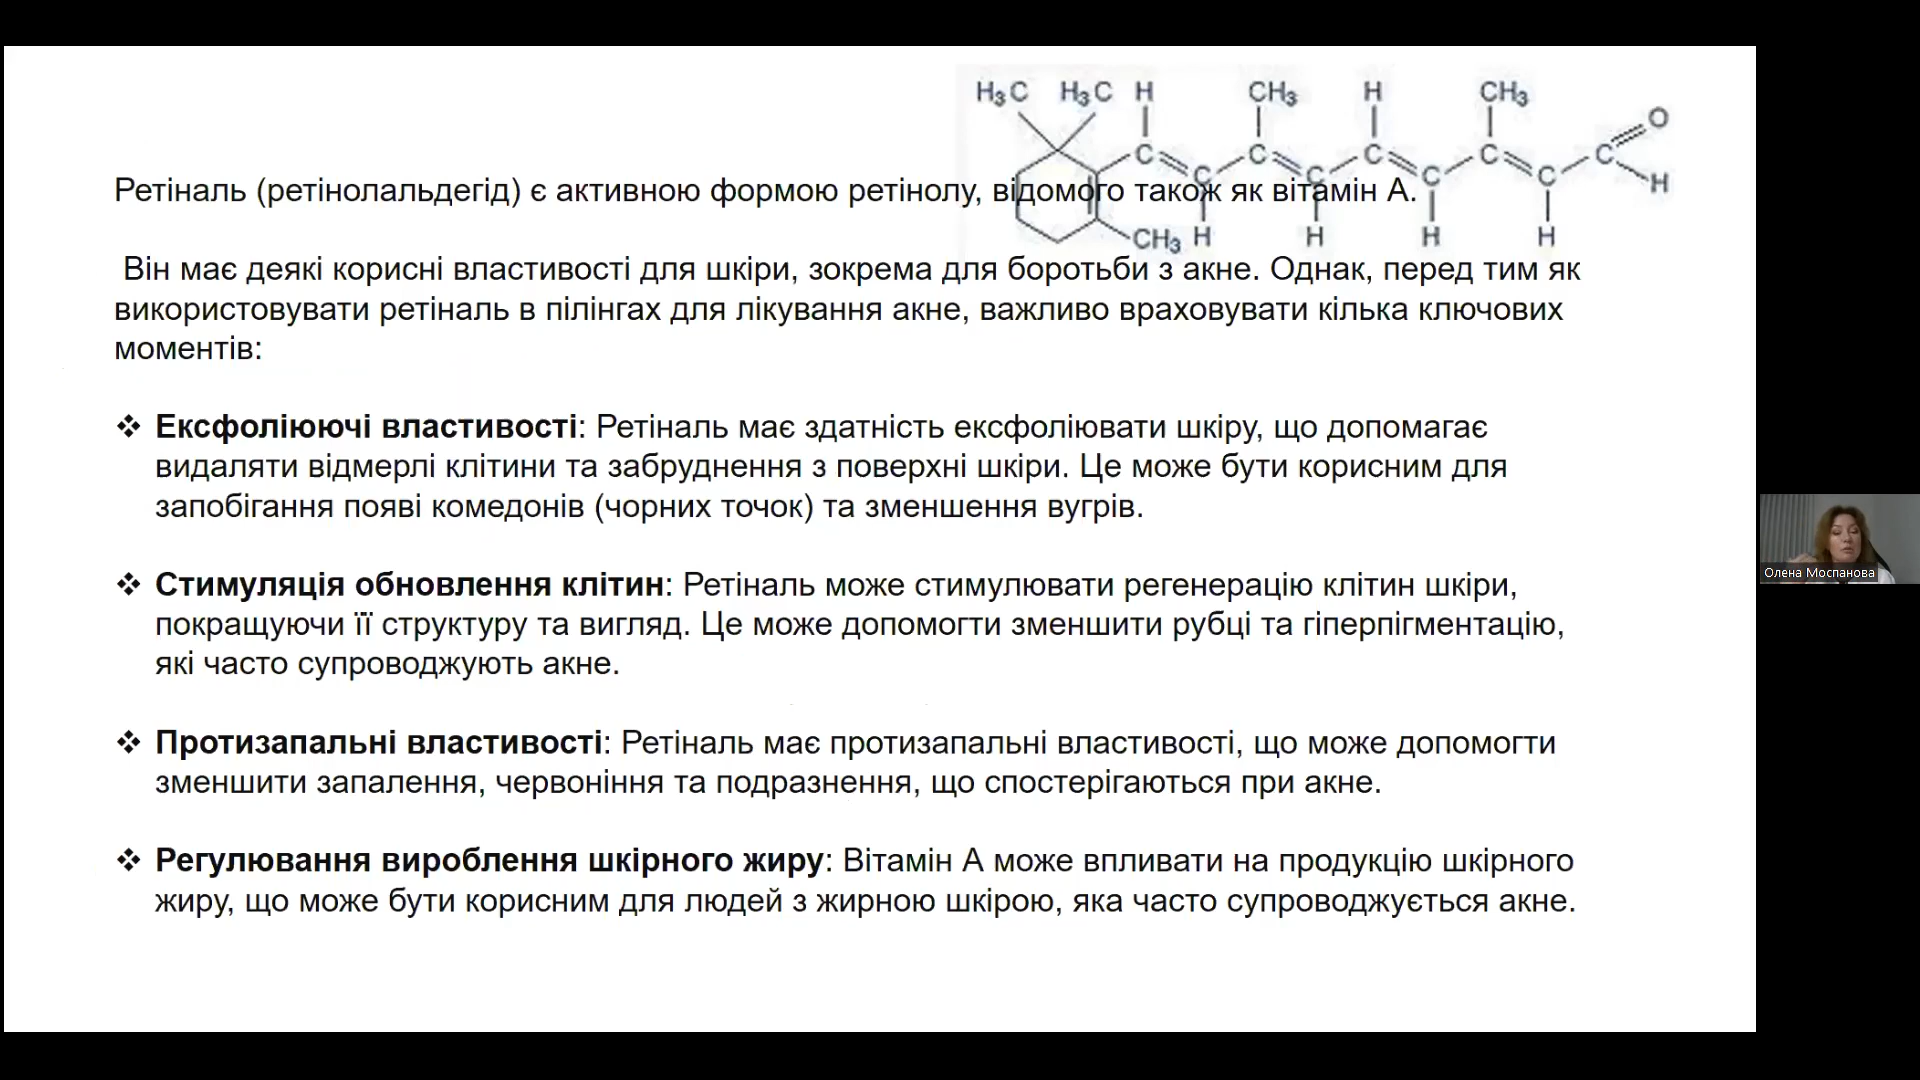 H₃C H₃C H CH₃ H CH₃ O
C C C C C C C C C H
Ретіналь (ретінолальдегід) є активною формою ретінолу, відомого також як вітамін А.
CH₃ H H H H
Він має деякі корисні властивості для шкіри, зокрема для боротьби з акне. Однак, перед тим як
використовувати ретіналь в пілінгах для лікування акне, важливо враховувати кілька ключових
моментів:
❖ Ексфоліюючі властивості: Ретіналь має здатність ексфоліювати шкіру, що допомагає
видаляти відмерлі клітини та забруднення з поверхні шкіри. Це може бути корисним для
запобігання появі комедонів (чорних точок) та зменшення вугрів.
❖ Стимуляція обновлення клітин: Ретіналь може стимулювати регенерацію клітин шкіри,
покращуючи її структуру та вигляд. Це може допомогти зменшити рубці та гіперпігментацію,
які часто супроводжують акне.
❖ Протизапальні властивості: Ретіналь має протизапальні властивості, що може допомогти
зменшити запалення, червоніння та подразнення, що спостерігаються при акне.
❖ Регулювання вироблення шкірного жиру: Вітамін А може впливати на продукцію шкірного
жиру, що може бути корисним для людей з жирною шкірою, яка часто супроводжується акне.
Олена Моспанова